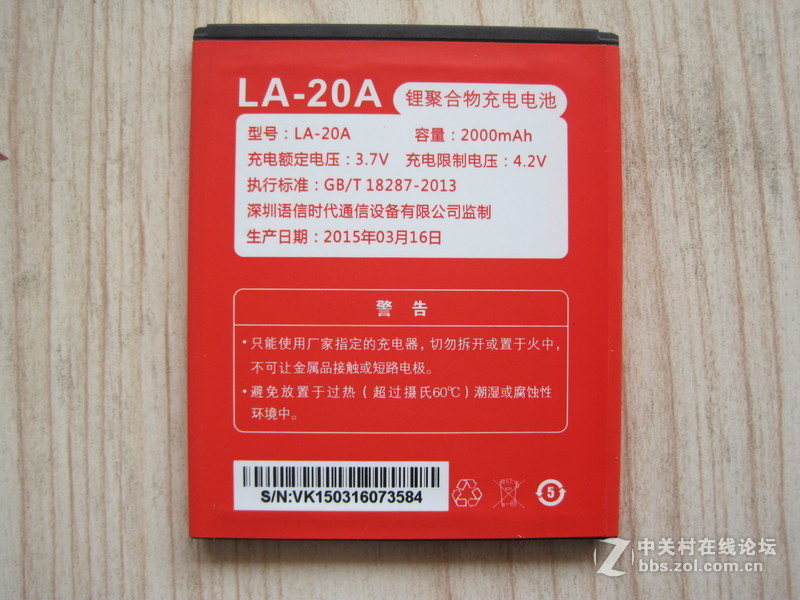 LA-20A 锂聚合物充电电池
型号：LA-20A 容量：2000mAh
充电额定电压：3.7V 充电限制电压：4.2V
执行标准：GB/T 18287-2013
深圳语信时代通信设备有限公司监制
生产日期：2015年03月16日
警 告
·只能使用厂家指定的充电器，切勿拆开或置于火中，
不可让金属品接触或短路电极。
·避免放置于过热（超过摄氏60℃）潮湿或腐蚀性
环境中。
S/N:VK150316073584
5
中关村在线论坛
bbs.zol.com.cn